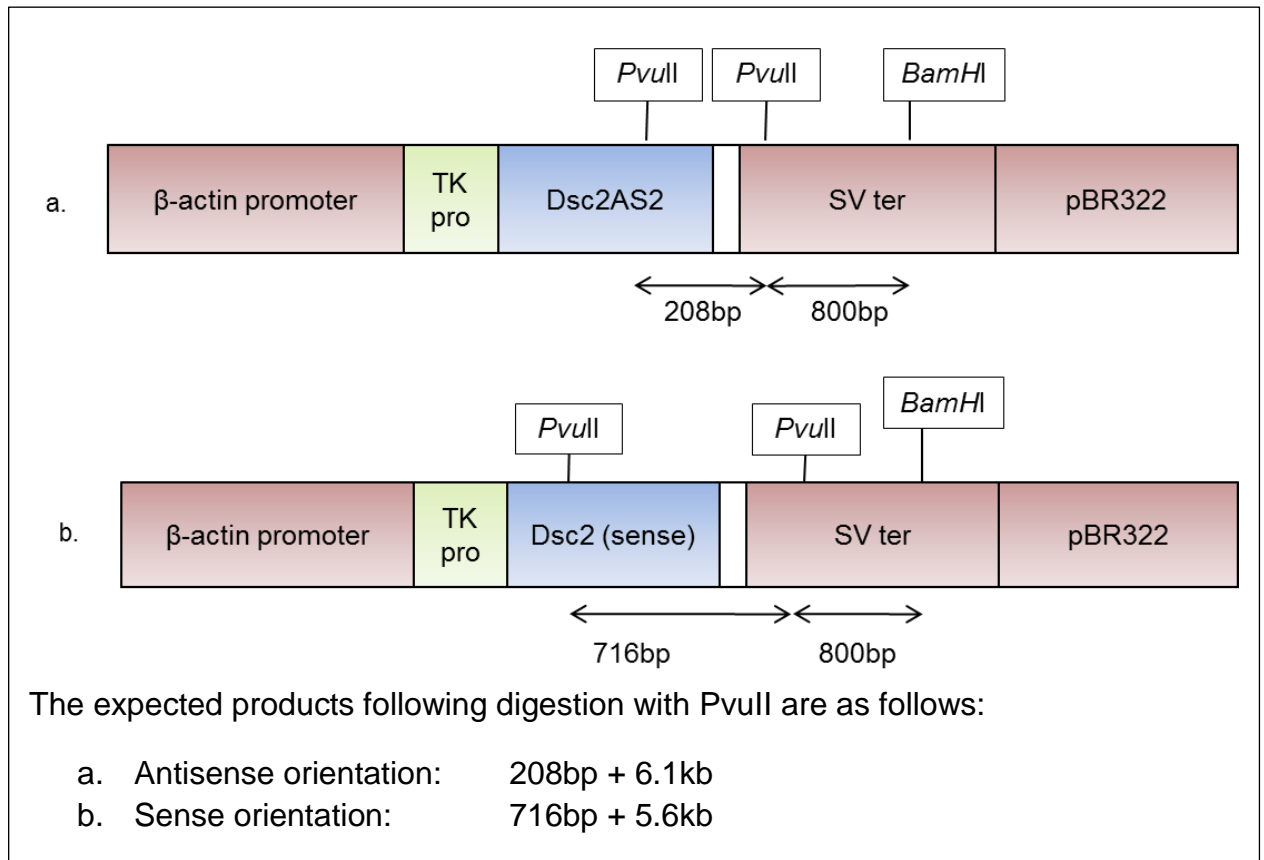 PvuII PvuII BamHI
a. β-actin promoter TK pro Dsc2AS2 SV ter pBR322
208bp 800bp
PvuII PvuII BamHI
b. β-actin promoter TK pro Dsc2 (sense) SV ter pBR322
716bp 800bp
The expected products following digestion with PvuII are as follows:
a. Antisense orientation: 208bp + 6.1kb
b. Sense orientation: 716bp + 5.6kb